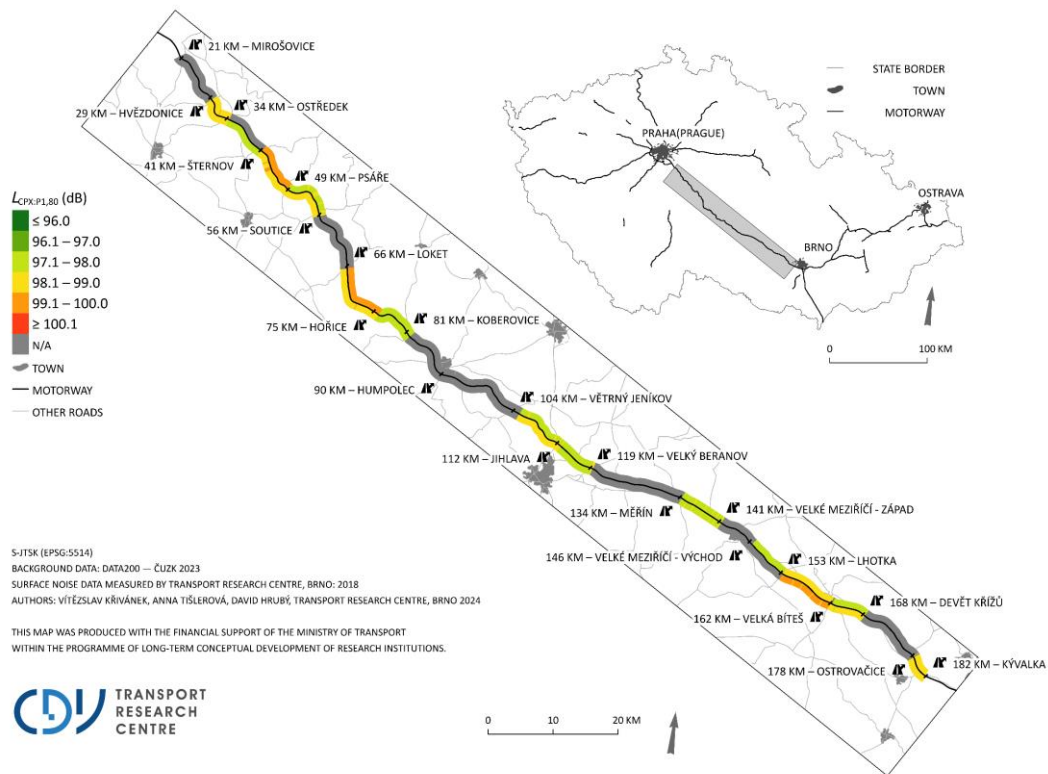 21 KM – MIROŠOVICE
29 KM – HVĚZDONICE
34 KM – OSTŘEDEK
41 KM – ŠTERNOV
49 KM – PSÁŘE
56 KM – SOUTICE
66 KM – LOKET
75 KM – HOŘICE
81 KM – KOBEROVICE
90 KM – HUMPOLEC
104 KM – VĚTRNÝ JENÍKOV
112 KM – JIHLAVA
119 KM – VELKÝ BERANOV
134 KM – MĚŘÍN
141 KM – VELKÉ MEZIŘÍČÍ - ZÁPAD
146 KM – VELKÉ MEZIŘÍČÍ - VÝCHOD
153 KM – LHOTKA
162 KM – VELKÁ BÍTEŠ
168 KM – DEVĚT KŘÍŽŮ
178 KM – OSTROVAČICE
182 KM – KÝVALKA
STATE BORDER
TOWN
MOTORWAY
PRAHA(PRAGUE)
OSTRAVA
BRNO
0 100 KM
LCPX:P1,80 (dB)
≤ 96.0
96.1 – 97.0
97.1 – 98.0
98.1 – 99.0
99.1 – 100.0
≥ 100.1
N/A
TOWN
MOTORWAY
OTHER ROADS
S-JTSK (EPSG:5514)
BACKGROUND DATA: DATA200 — ČUZK 2023
SURFACE NOISE DATA MEASURED BY TRANSPORT RESEARCH CENTRE, BRNO: 2018
AUTHORS: VÍTĚZSLAV KŘIVÁNEK, ANNA TIŠLEROVÁ, DAVID HRUBÝ, TRANSPORT RESEARCH CENTRE, BRNO 2024
THIS MAP WAS PRODUCED WITH THE FINANCIAL SUPPORT OF THE MINISTRY OF TRANSPORT
WITHIN THE PROGRAMME OF LONG-TERM CONCEPTUAL DEVELOPMENT OF RESEARCH INSTITUTIONS.
CDV
TRANSPORT
RESEARCH
CENTRE
0 10 20 KM